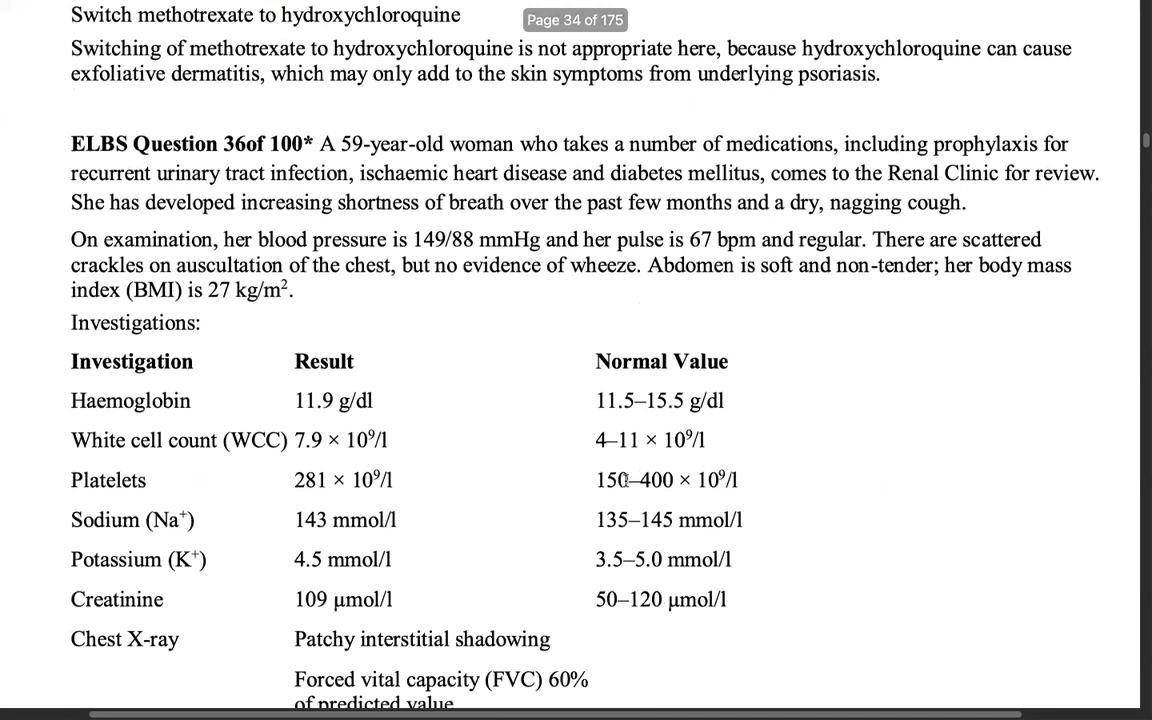 Switch methotrexate to hydroxychloroquine
Page 34 of 175
Switching of methotrexate to hydroxychloroquine is not appropriate here, because hydroxychloroquine can cause
exfoliative dermatitis, which may only add to the skin symptoms from underlying psoriasis.
ELBS Question 36of 100* A 59-year-old woman who takes a number of medications, including prophylaxis for
recurrent urinary tract infection, ischaemic heart disease and diabetes mellitus, comes to the Renal Clinic for review.
She has developed increasing shortness of breath over the past few months and a dry, nagging cough.
On examination, her blood pressure is 149/88 mmHg and her pulse is 67 bpm and regular. There are scattered
crackles on auscultation of the chest, but no evidence of wheeze. Abdomen is soft and non-tender; her body mass
index (BMI) is 27 kg/m².
Investigations:
Investigation Result Normal Value
Haemoglobin 11.9 g/dl 11.5–15.5 g/dl
White cell count (WCC) 7.9 × 10⁹/l 4–11 × 10⁹/l
Platelets 281 × 10⁹/l 150–400 × 10⁹/l
Sodium (Na⁺) 143 mmol/l 135–145 mmol/l
Potassium (K⁺) 4.5 mmol/l 3.5–5.0 mmol/l
Creatinine 109 µmol/l 50–120 µmol/l
Chest X-ray Patchy interstitial shadowing
Forced vital capacity (FVC) 60%
of predicted value